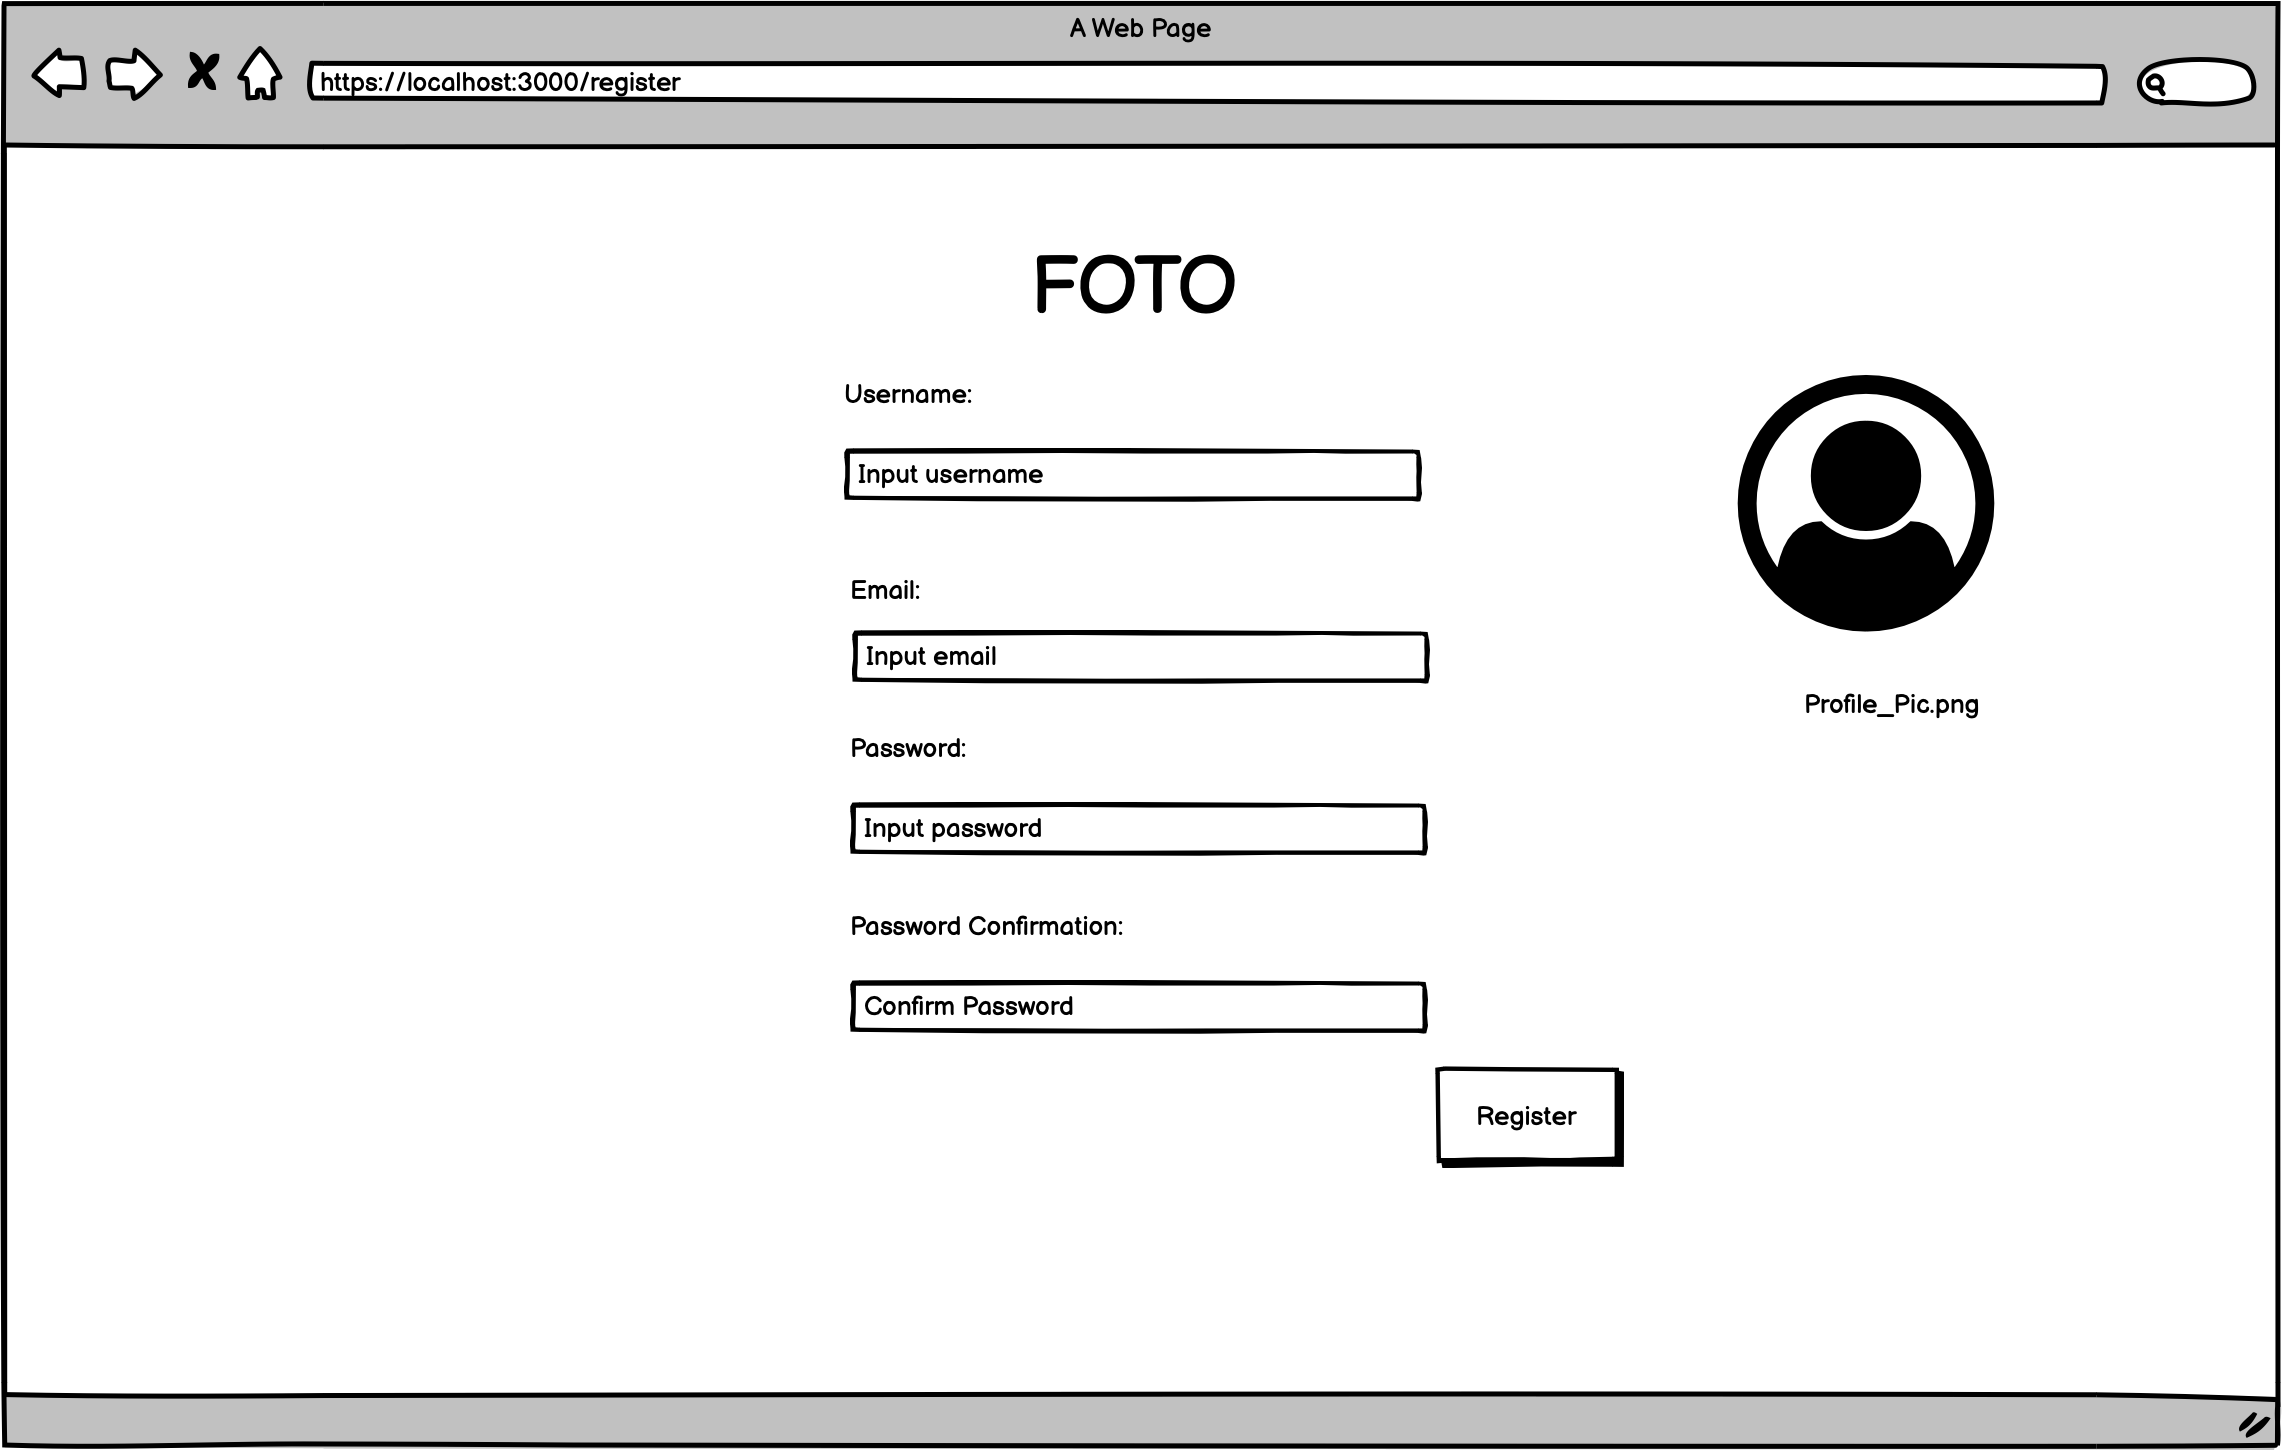 A Web Page
https://localhost:3000/register
FOTO
Username:
Input username
Email:
Input email
Profile_Pic.png
Password:
Input password
Password Confirmation:
Confirm Password
Register